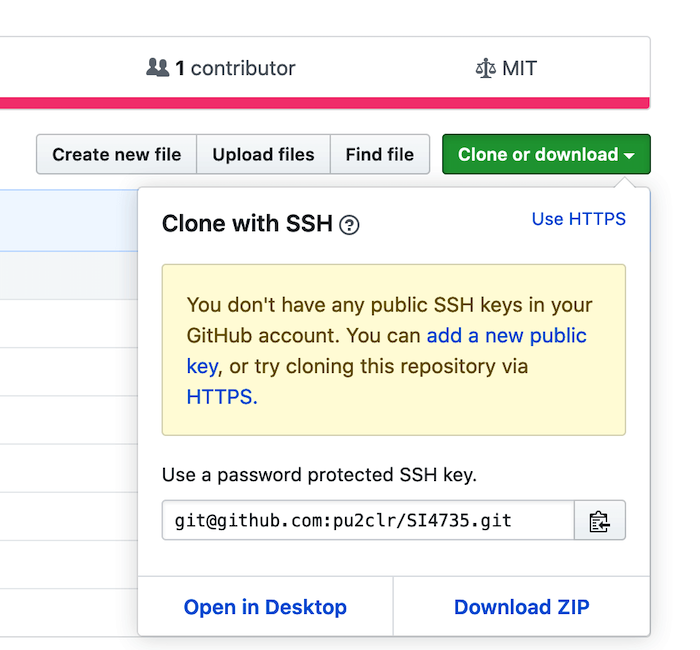 1 contributor
MIT
Create new file
Upload files
Find file
Clone or download
Clone with SSH
Use HTTPS
You don't have any public SSH keys in your
GitHub account. You can add a new public
key, or try cloning this repository via
HTTPS.
Use a password protected SSH key.
git@github.com:pu2clr/SI4735.git
Open in Desktop
Download ZIP